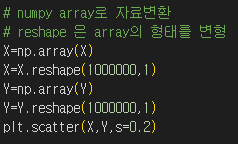 # numpy array로 자료변환
# reshape 은 array의 형태를 변형
X=np.array(X)
X=X.reshape(1000000,1)
Y=np.array(Y)
Y=Y.reshape(1000000,1)
plt.scatter(X,Y,s=0.2)